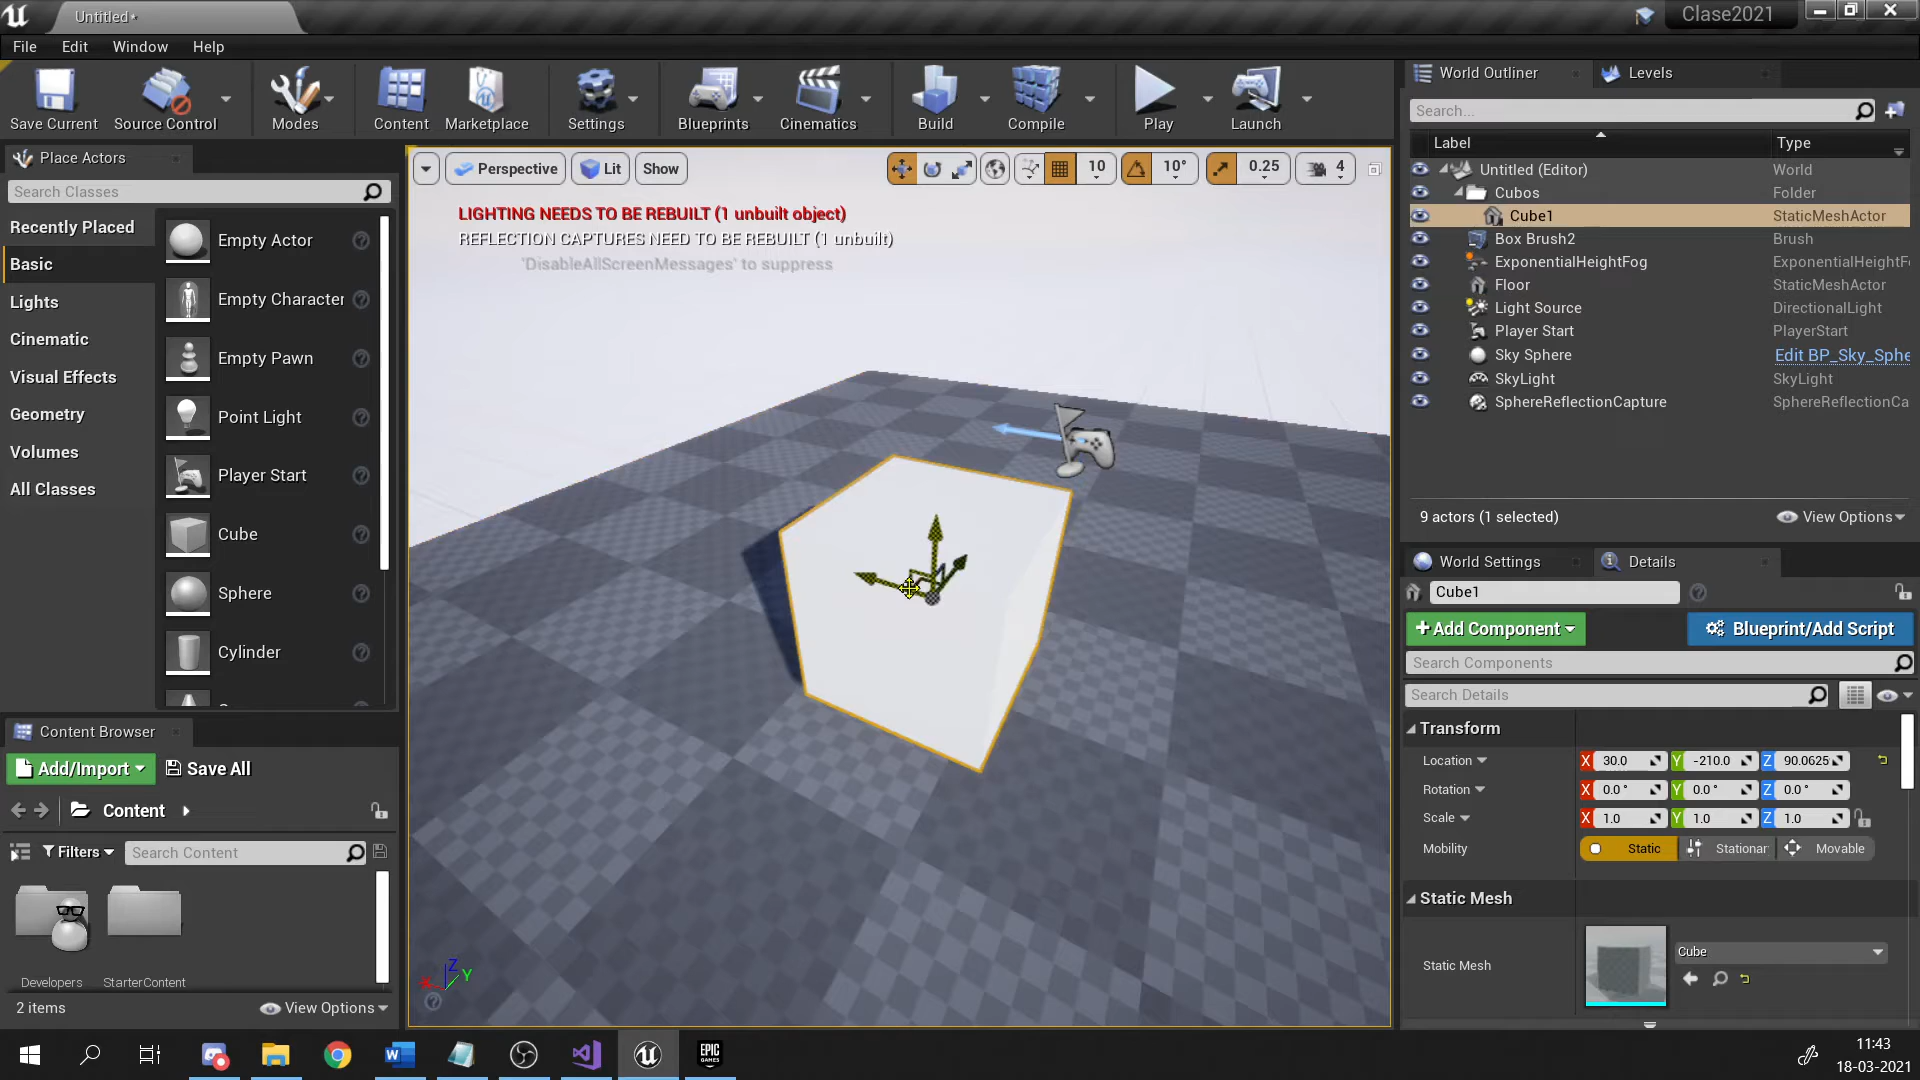 Untitled*
Clase2021
File Edit Window Help
Save Current
Source Control
Modes
Content
Marketplace
Settings
Blueprints
Cinematics
Build
Compile
Play
Launch
Place Actors
Search Classes
Recently Placed
Basic
Lights
Cinematic
Visual Effects
Geometry
Volumes
All Classes
Empty Actor
Empty Character
Empty Pawn
Point Light
Player Start
Cube
Sphere
Cylinder
Content Browser
Add/Import
Save All
Content
Filters
Search Content
Developers
StarterContent
2 items
View Options
Perspective
Lit
Show
10
10°
0.25
4
LIGHTING NEEDS TO BE REBUILT (1 unbuilt object)
REFLECTION CAPTURES NEED TO BE REBUILT (1 unbuilt)
'DisableAllScreenMessages' to suppress
Z
Y
X
World Outliner
Levels
Search...
Label Type
Untitled (Editor) World
Cubos Folder
Cube1 StaticMeshActor
Box Brush2 Brush
ExponentialHeightFog ExponentialHeightF
Floor StaticMeshActor
Light Source DirectionalLight
Player Start PlayerStart
Sky Sphere Edit BP_Sky_Sphe
SkyLight SkyLight
SphereReflectionCapture SphereReflectionCa
9 actors (1 selected)
View Options
World Settings
Details
Cube1
+ Add Component
Blueprint/Add Script
Search Components
Search Details
Transform
Location X 30.0 Y -210.0 Z 90.0625
Rotation X 0.0 ° Y 0.0 ° Z 0.0 °
Scale X 1.0 Y 1.0 Z 1.0
Mobility Static Stationar Movable
Static Mesh
Static Mesh
Cube
EPIC GAMES
11:43
18-03-2021